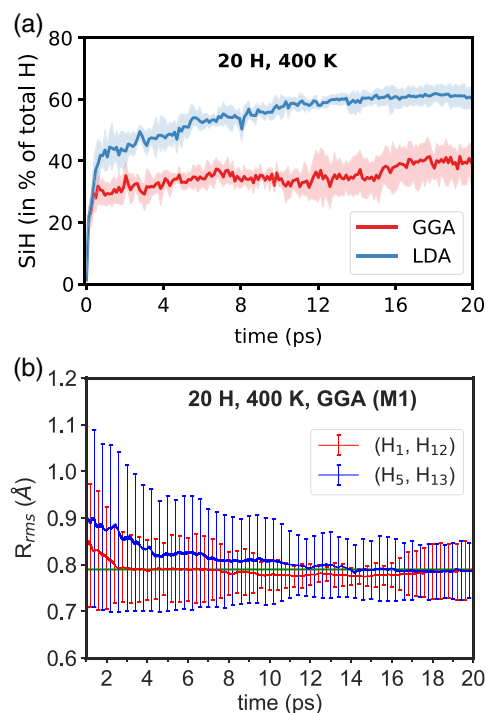 (a)
80
20 H, 400 K
60
40
20
0
SiH (in % of total H)
GGA
LDA
0 4 8 12 16 20
time (ps)
(b)
1.2
20 H, 400 K, GGA (M1)
1.1
(H1, H12)
(H5, H13)
1.0
0.9
0.8
0.7
0.6
Rrms (Å)
2 4 6 8 10 12 14 16 18 20
time (ps)